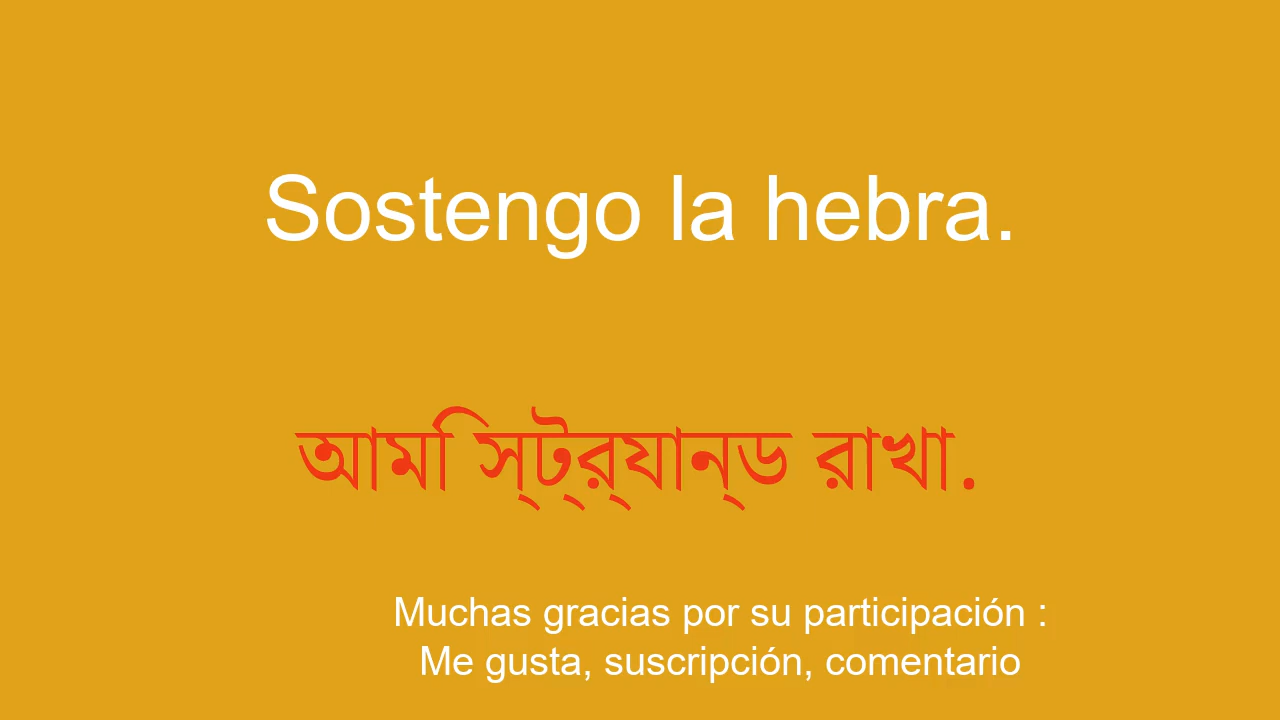 Sostengo la hebra.
আমি স্ট্র্যান্ড রাখা.
Muchas gracias por su participación :
Me gusta, suscripción, comentario